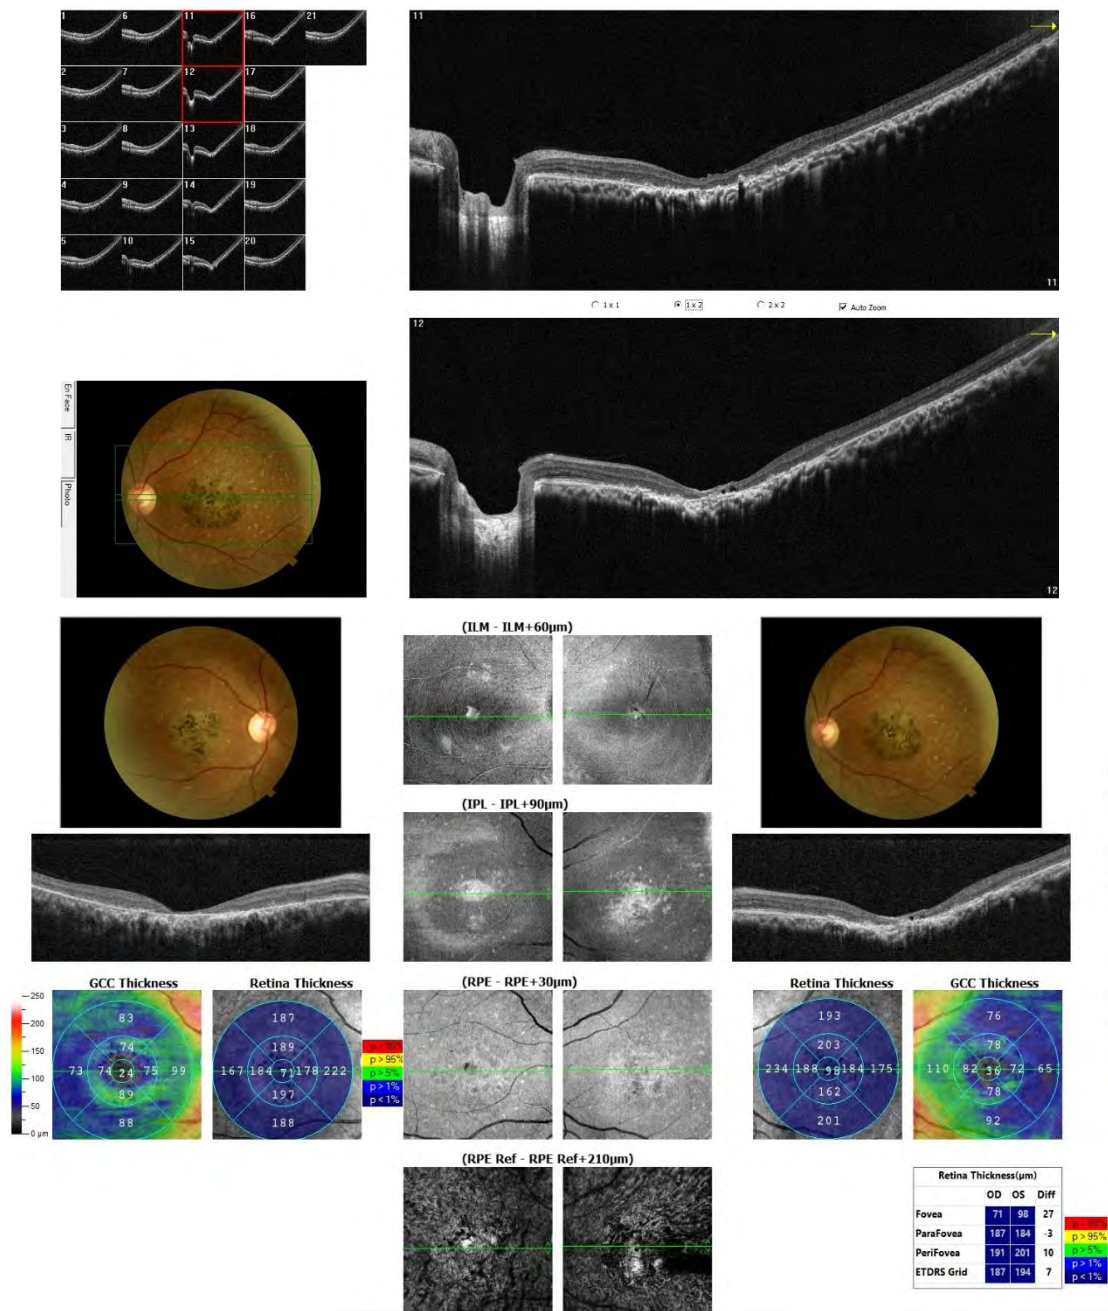 1 6 11 16 21
2 7 12 17
3 8 13 18
4 9 14 19
5 10 15 20
11
11
1 x 1 1 x 2 2 x 2 Auto Zoom
12
12
En Face
IR
Photo
(ILM - ILM+60µm)
(IPL - IPL+90µm)
(RPE - RPE+30µm)
(RPE Ref - RPE Ref+210µm)
GCC Thickness
250
200
150
100
50
0 µm
83
74
73 74 24 75 99
89
88
Retina Thickness
187
189
167 184 71 178 222
197
188
p > 95%
p > 5%
p > 1%
p < 1%
Retina Thickness
193
203
234 188 98 184 175
162
201
GCC Thickness
76
78
110 82 36 72 65
78
92
Retina Thickness(µm)
OD OS Diff
Fovea 71 98 27
ParaFovea 187 184 -3
PeriFovea 191 201 10
ETDRS Grid 187 194 7
p > 95%
p > 5%
p > 1%
p < 1%